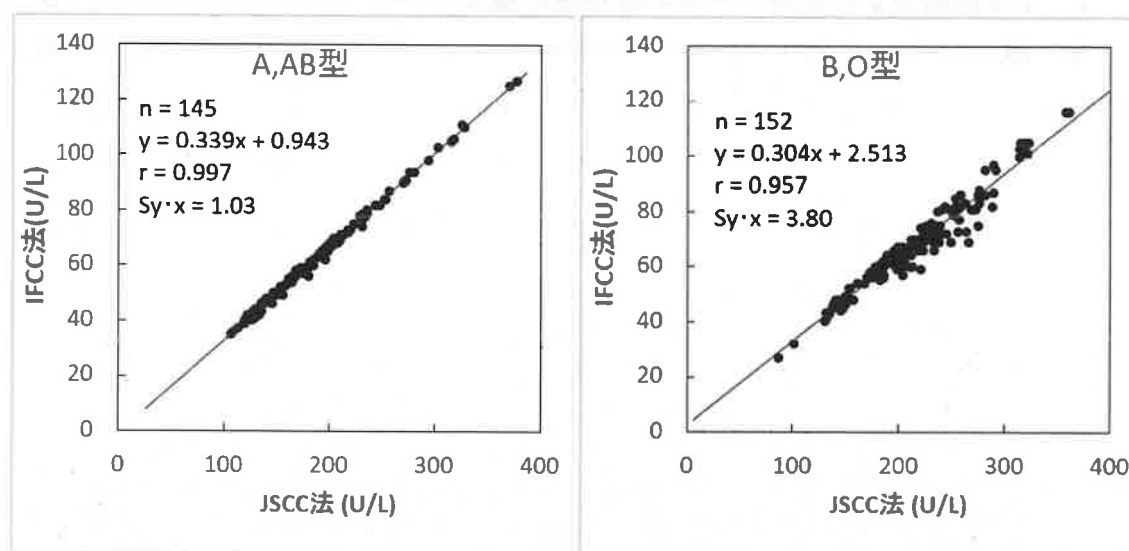 A,AB型
n = 145
y = 0.339x + 0.943
r = 0.997
Sy･x = 1.03
IFCC法(U/L)
140
120
100
80
60
40
20
0
0 100 200 300 400
JSCC法 (U/L)
B,O型
n = 152
y = 0.304x + 2.513
r = 0.957
Sy･x = 3.80
IFCC法(U/L)
140
120
100
80
60
40
20
0
0 100 200 300 400
JSCC法 (U/L)